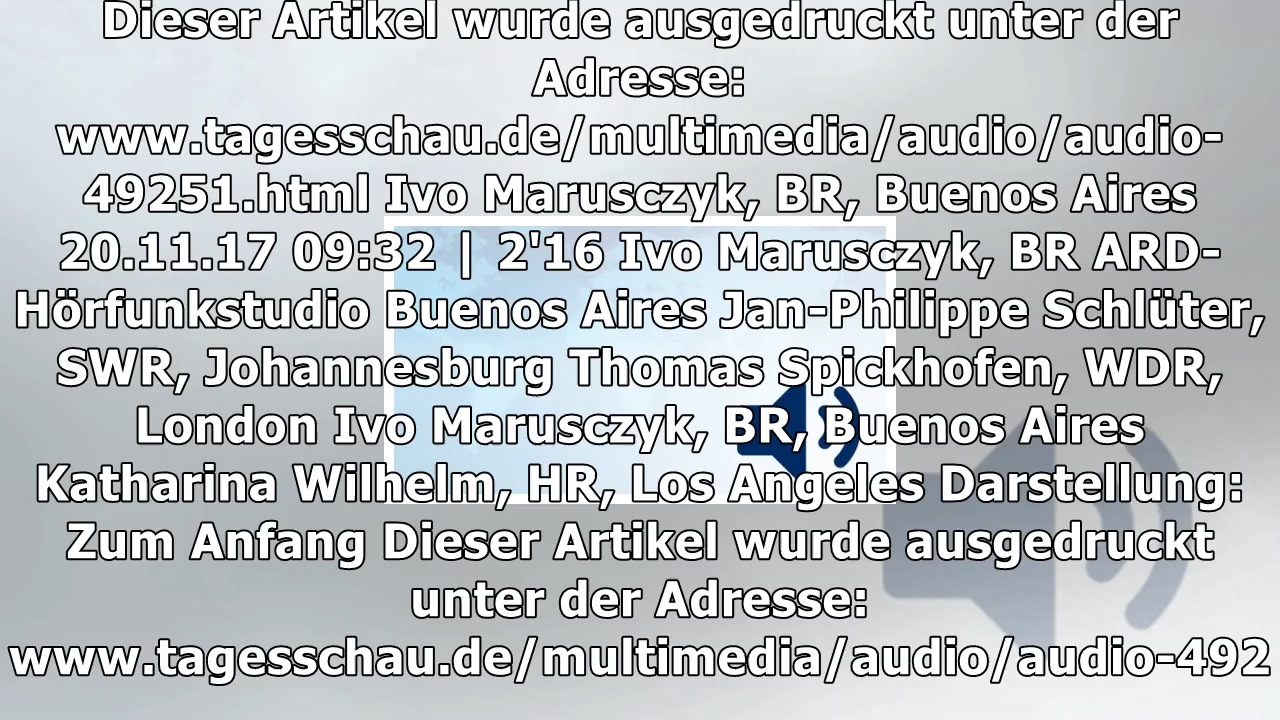 Dieser Artikel wurde ausgedruckt unter der
Adresse:
www.tagesschau.de/multimedia/audio/audio-
49251.html Ivo Marusczyk, BR, Buenos Aires
20.11.17 09:32 | 2'16 Ivo Marusczyk, BR ARD-
Hörfunkstudio Buenos Aires Jan-Philippe Schlüter,
SWR, Johannesburg Thomas Spickhofen, WDR,
London Ivo Marusczyk, BR, Buenos Aires
Katharina Wilhelm, HR, Los Angeles Darstellung:
Zum Anfang Dieser Artikel wurde ausgedruckt
unter der Adresse:
www.tagesschau.de/multimedia/audio/audio-492